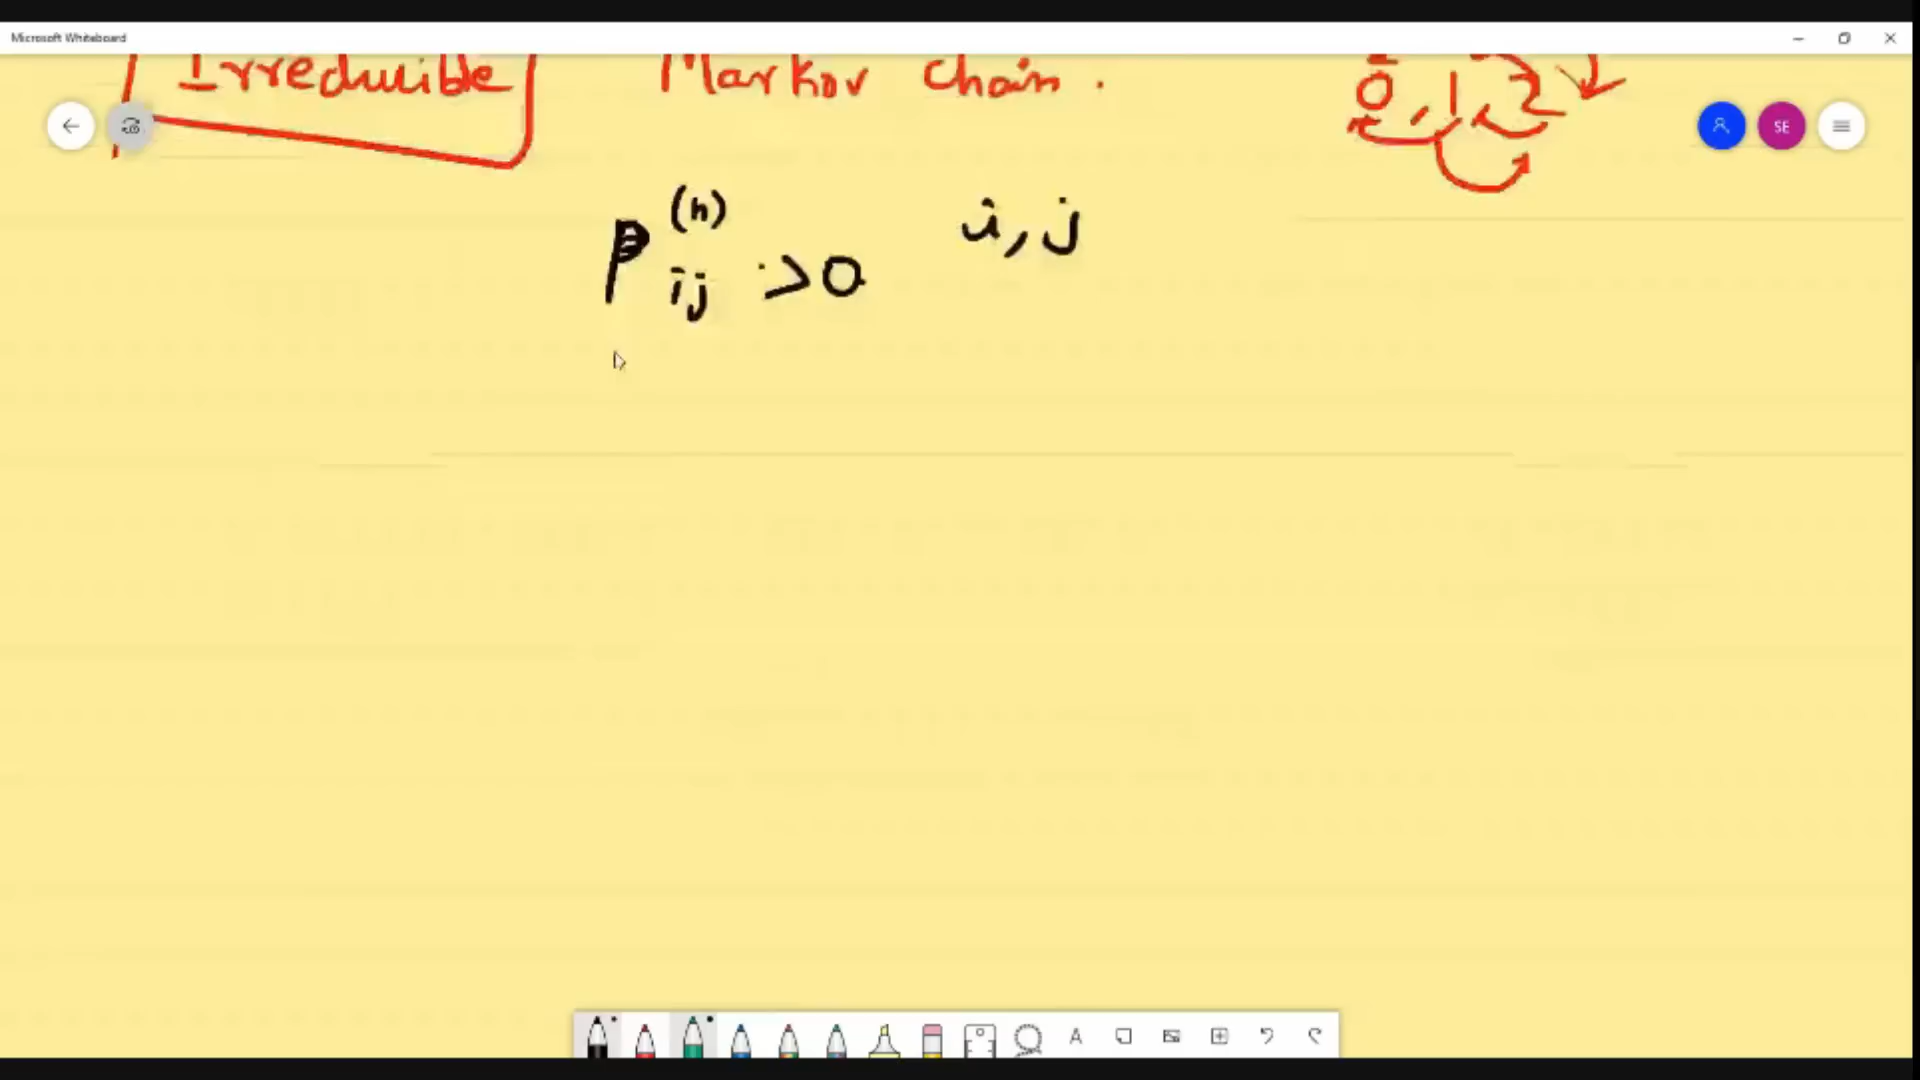 Microsoft Whiteboard
Irreducible Markov Chain.
0, 1, 2
SE
P^{(n)}_{ij} > 0
i, j
A